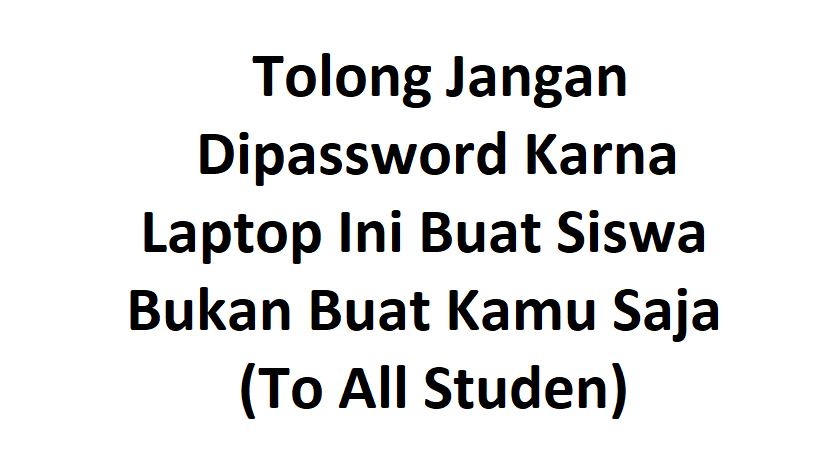 Tolong Jangan
Dipassword Karna
Laptop Ini Buat Siswa
Bukan Buat Kamu Saja
(To All Studen)